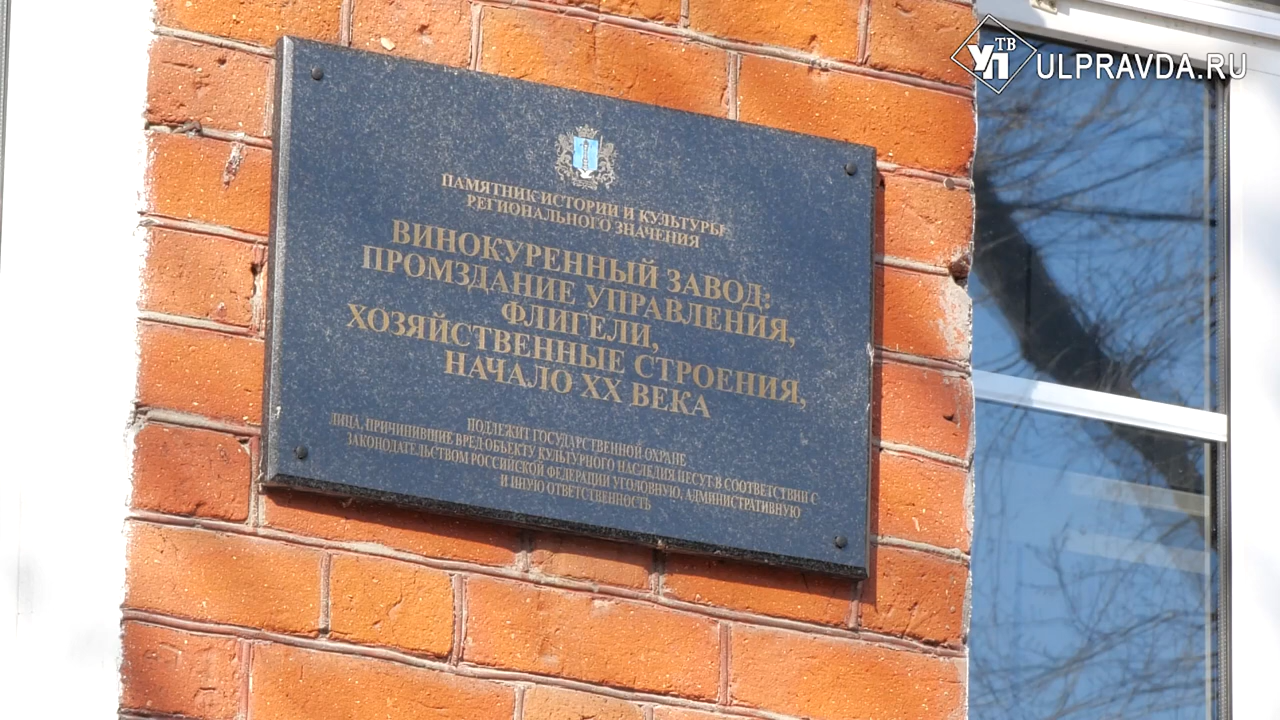 УП ТВ ULPRAVDA.RU
ПАМЯТНИК ИСТОРИИ И КУЛЬТУРЫ
РЕГИОНАЛЬНОГО ЗНАЧЕНИЯ
ВИНОКУРЕННЫЙ ЗАВОД:
ПРОМЗДАНИЕ УПРАВЛЕНИЯ,
ФЛИГЕЛИ,
ХОЗЯЙСТВЕННЫЕ СТРОЕНИЯ,
НАЧАЛО XX ВЕКА
ПОДЛЕЖИТ ГОСУДАРСТВЕННОЙ ОХРАНЕ
ЛИЦА, ПРИЧИПИВШИЕ ВРЕД ОБЪЕКТУ КУЛЬТУРНОГО НАСЛЕДИЯ НЕСУТ В СООТВЕТСТВИИ С
ЗАКОНОДАТЕЛЬСТВОМ РОССИЙСКОЙ ФЕДЕРАЦИИ УГОЛОВНУЮ, АДМИНИСТРАТИВНУЮ
И ИНУЮ ОТВЕТСТВЕННОСТЬ